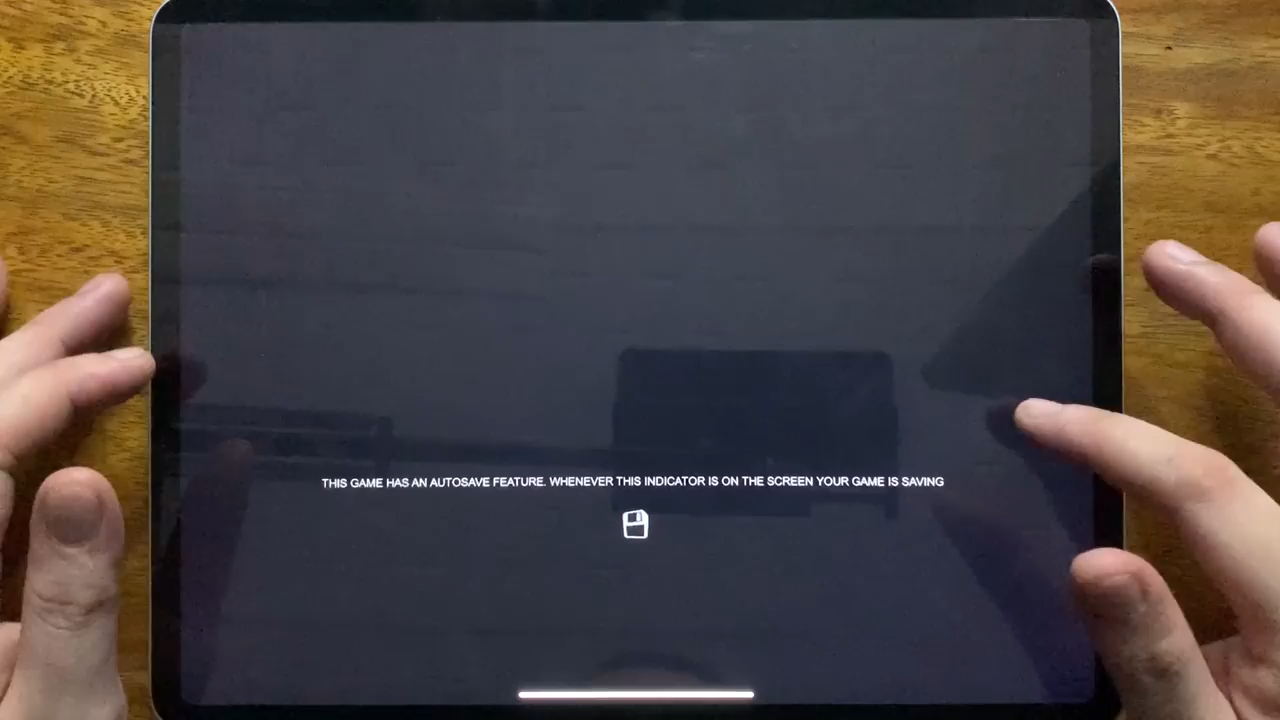 THIS GAME HAS AN AUTOSAVE FEATURE. WHENEVER THIS INDICATOR IS ON THE SCREEN YOUR GAME IS SAVING